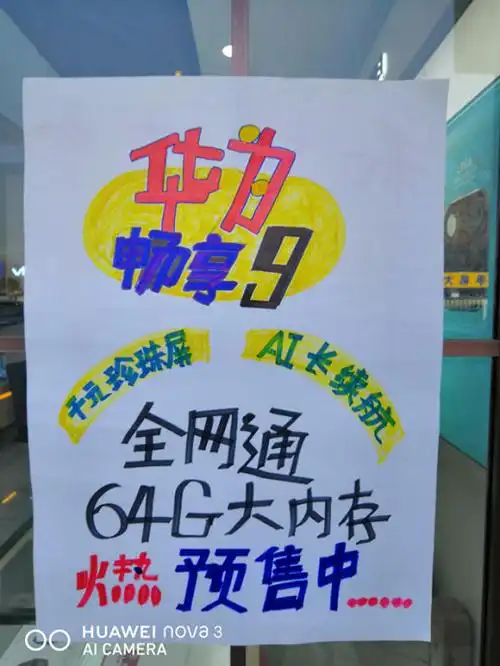 华为
畅享9
千元珍珠屏
AI长续航
全网通
64G大内存
火热 预售中......
HUAWEI nova 3
AI CAMERA